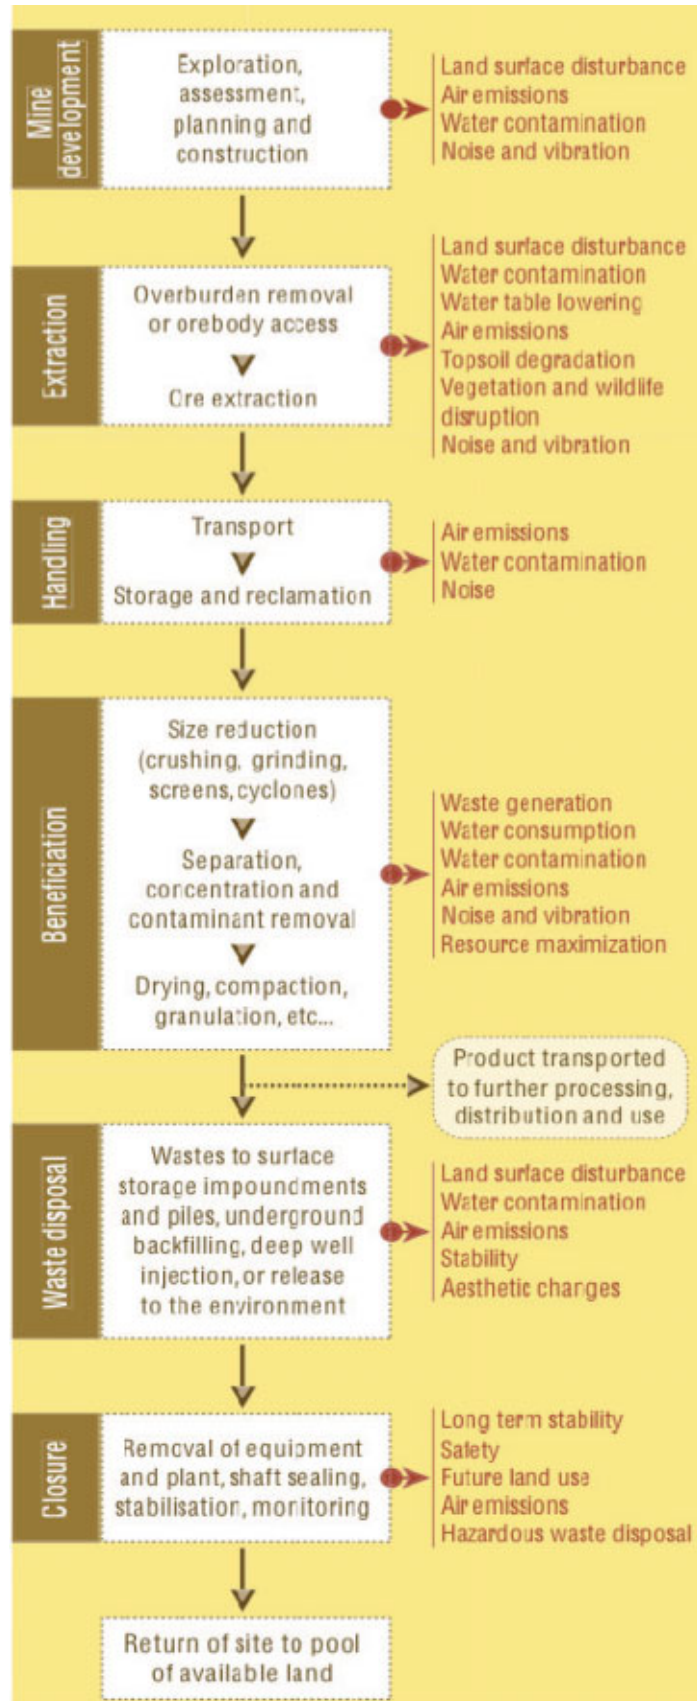 Mine
development
Exploration,
assessment,
planning and
construction
Land surface disturbance
Air emissions
Water contamination
Noise and vibration
Extraction
Overburden removal
or orebody access
Ore extraction
Land surface disturbance
Water contamination
Water table lowering
Air emissions
Topsoil degradation
Vegetation and wildlife
disruption
Noise and vibration
Handling
Transport
Storage and reclamation
Air emissions
Water contamination
Noise
Beneficiation
Size reduction
(crushing, grinding,
screens, cyclones)
Separation,
concentration and
contaminant removal
Drying, compaction,
granulation, etc...
Waste generation
Water consumption
Water contamination
Air emissions
Noise and vibration
Resource maximization
Product transported
to further processing,
distribution and use
Waste disposal
Wastes to surface
storage impoundments
and piles, underground
backfilling, deep well
injection, or release
to the environment
Land surface disturbance
Water contamination
Air emissions
Stability
Aesthetic changes
Closure
Removal of equipment
and plant, shaft sealing,
stabilisation, monitoring
Long term stability
Safety
Future land use
Air emissions
Hazardous waste disposal
Return of site to pool
of available land